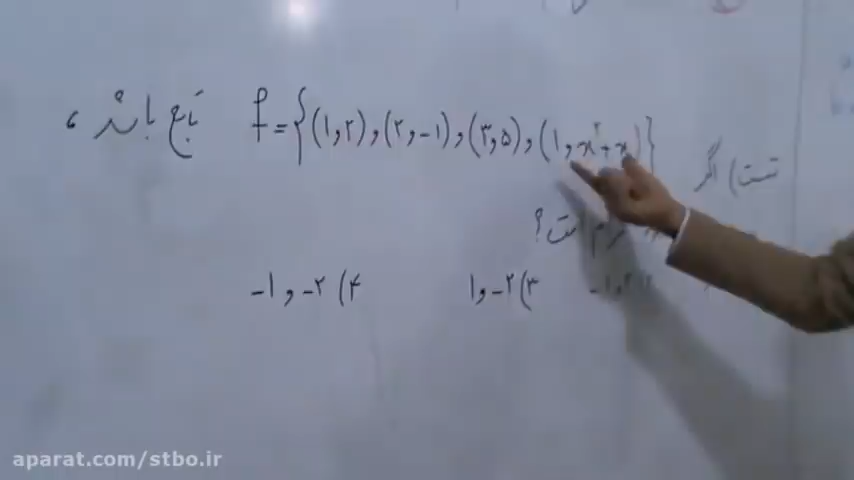 تست) اگر f = {(۱,۲),(۲,-۱),(۳,۵),(۱,x²+x)} تابع باشد،
است؟
۳) -۲ و ۱ ۴) -۲ و -۱
aparat.com/stbo.ir